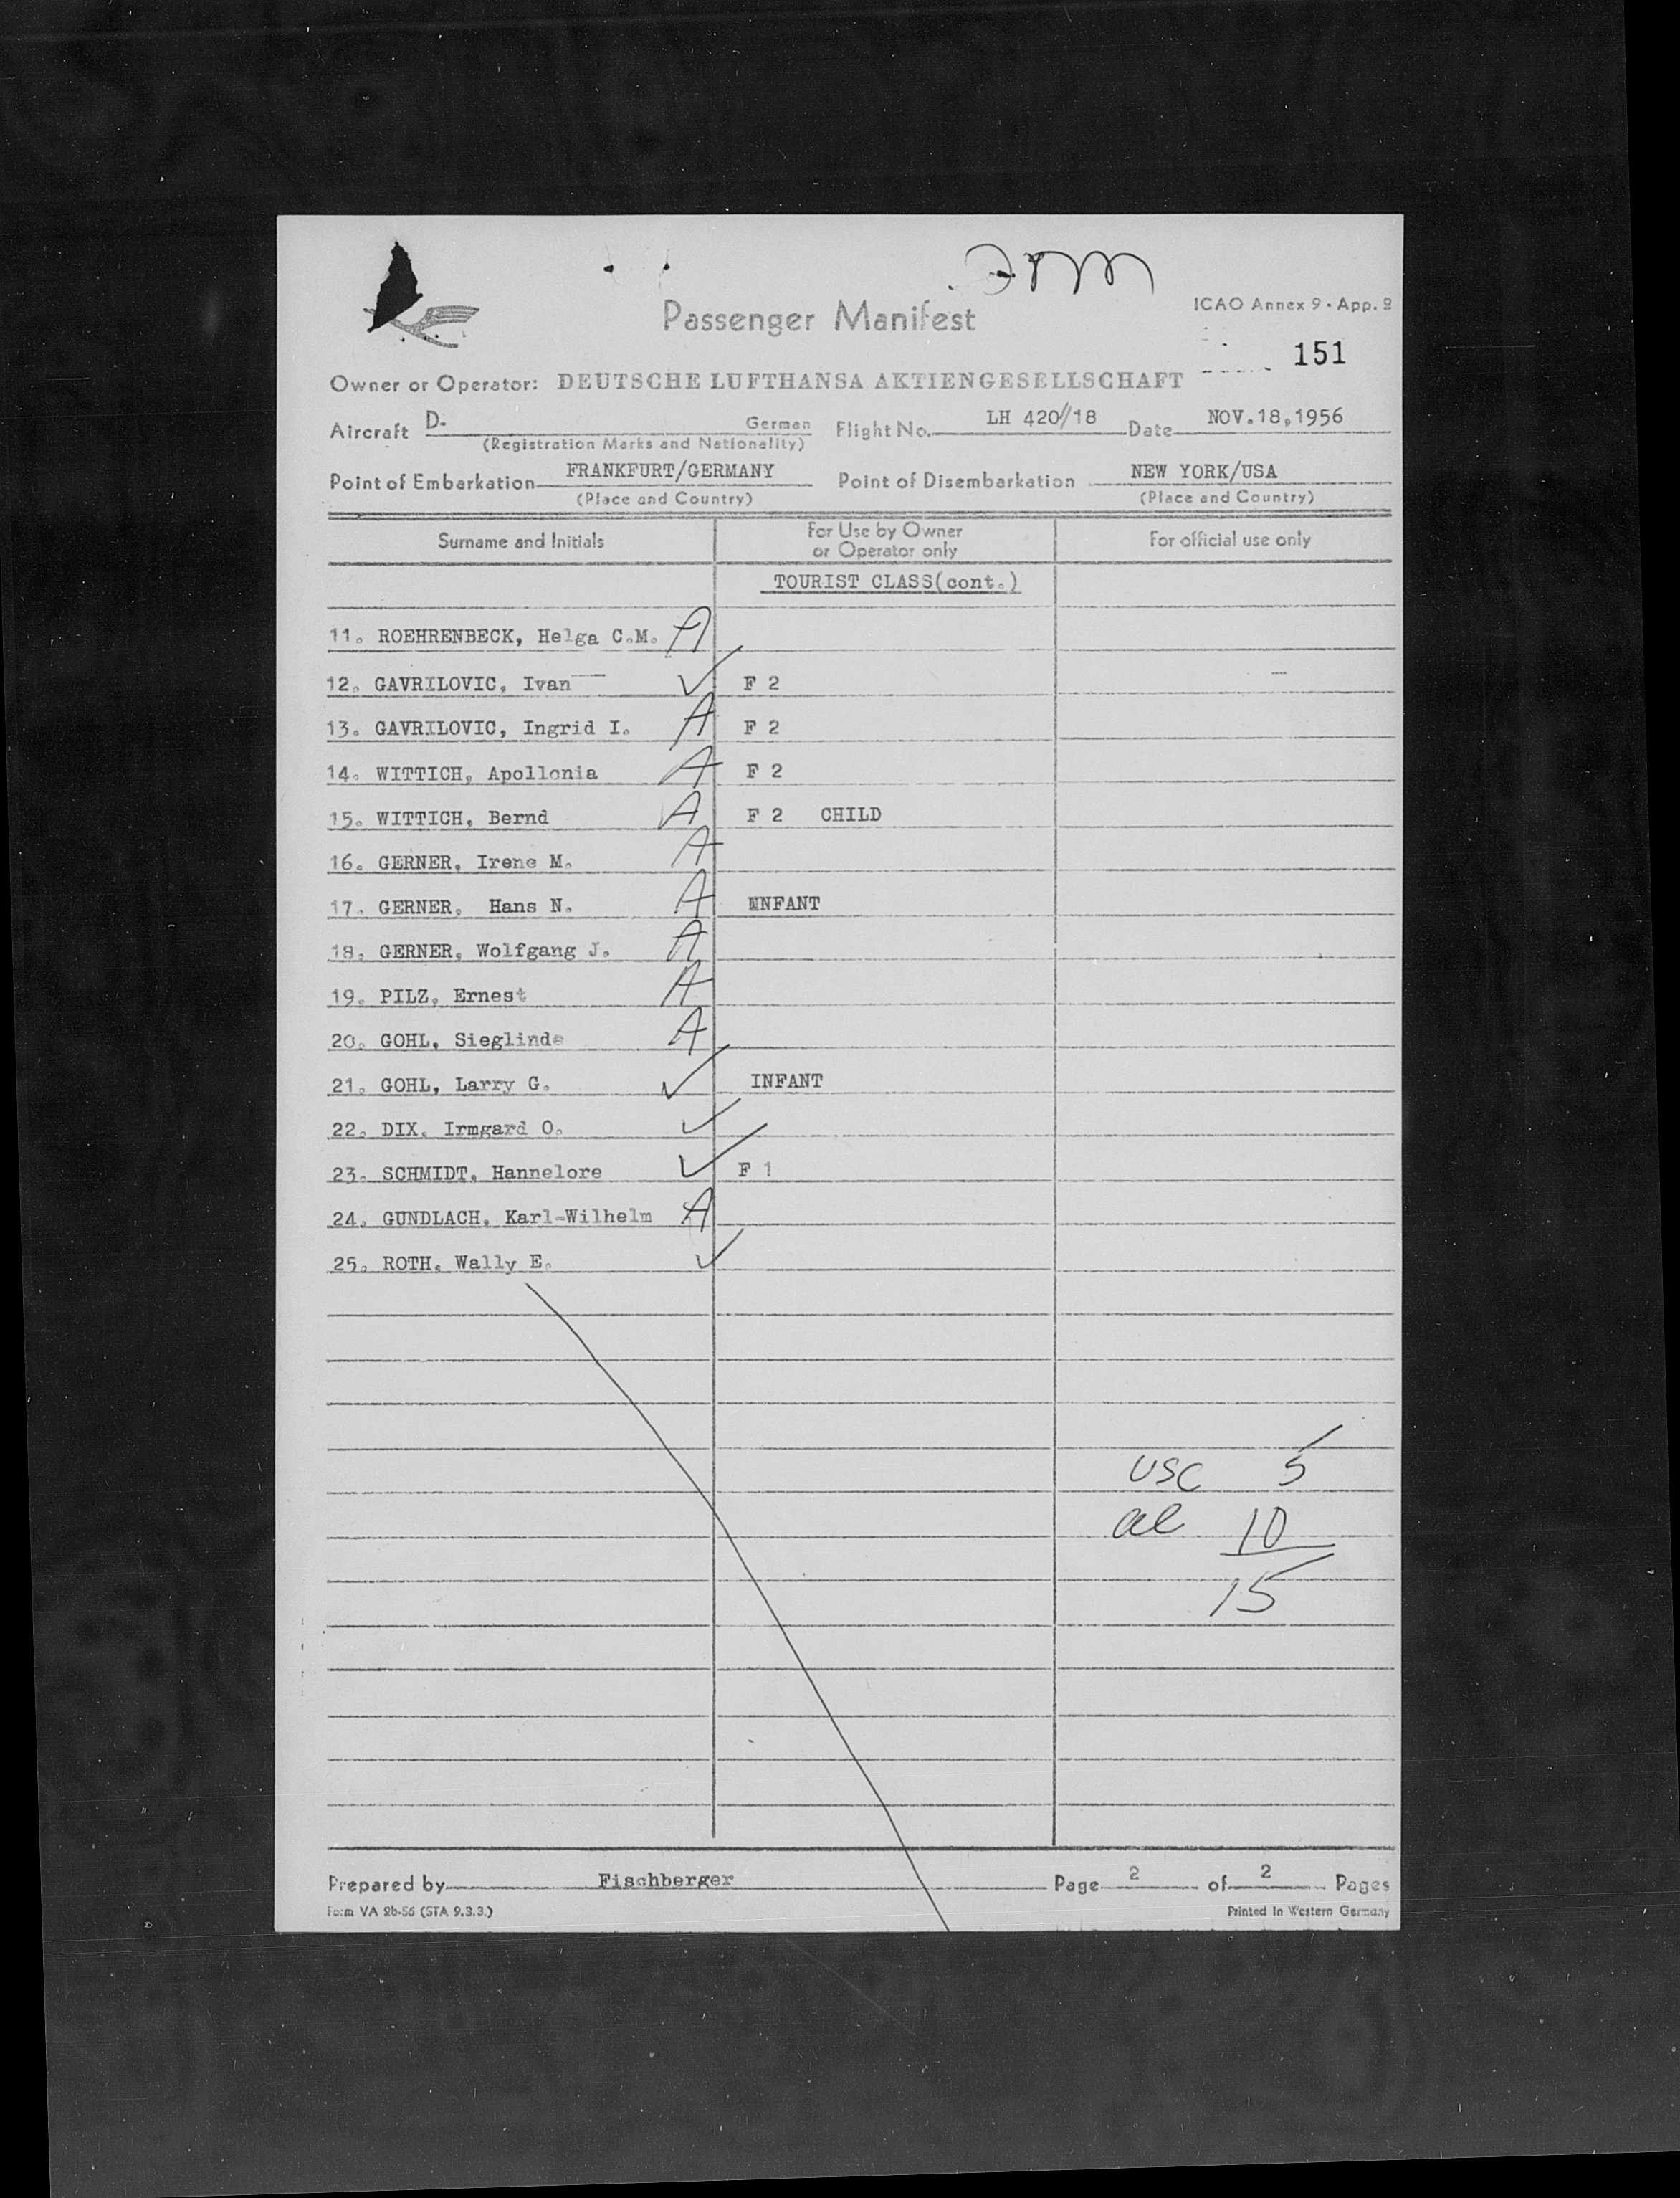 Passenger Manifest
ICAO Annex 9 - App. 2
151
Owner or Operator: DEUTSCHE LUFTHANSA AKTIENGESELLSCHAFT
Aircraft D- German Flight No. LH 420//18 Date NOV.18,1956
(Registration Marks and Nationality)
Point of Embarkation FRANKFURT/GERMANY Point of Disembarkation NEW YORK/USA
(Place and Country) (Place and Country)
Surname and Initials For Use by Owner or Operator only For official use only
TOURIST CLASS(cont.)
11. ROEHRENBECK, Helga C.M. A
12. GAVRILOVIC, Ivan ✓ F 2
13. GAVRILOVIC, Ingrid I. A F 2
14. WITTICH, Apollonia A F 2
15. WITTICH, Bernd A F 2 CHILD
16. GERNER, Irene M. A
17. GERNER, Hans N. A INFANT
18. GERNER, Wolfgang J. A
19. PILZ, Ernest A
20. GOHL, Sieglinde A
21. GOHL, Larry G. ✓ INFANT
22. DIX, Irmgard O. ✓
23. SCHMIDT, Hannelore ✓ F 1
24. GUNDLACH, Karl-Wilhelm A
25. ROTH, Wally E. ✓
USC 5
al 10
15
Prepared by Fischberger Page 2 of 2 Pages
Form VA 2b-56 (STA 9.3.3.) Printed in Western Germany